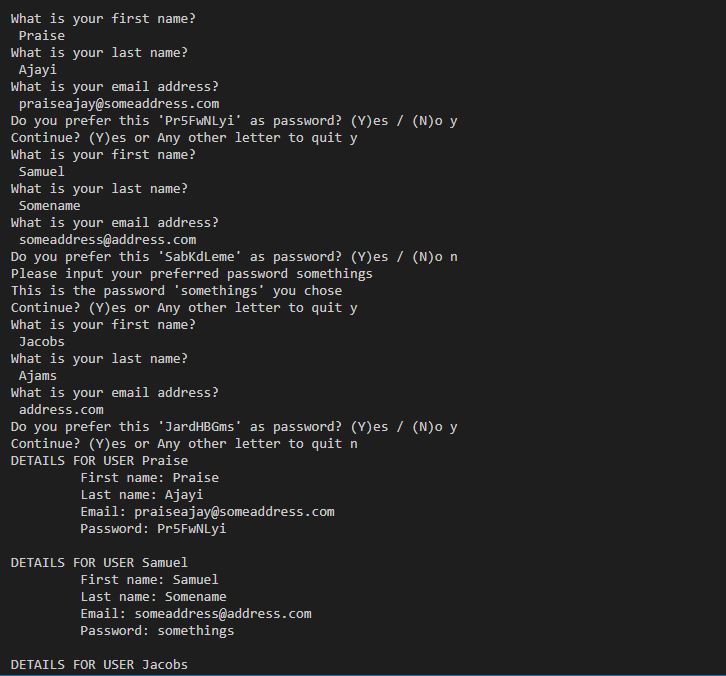 What is your first name?
Praise
What is your last name?
Ajayi
What is your email address?
praiseajay@someaddress.com
Do you prefer this 'Pr5FwNLyi' as password? (Y)es / (N)o y
Continue? (Y)es or Any other letter to quit y
What is your first name?
Samuel
What is your last name?
Somename
What is your email address?
someaddress@address.com
Do you prefer this 'SabKdLeme' as password? (Y)es / (N)o n
Please input your preferred password somethings
This is the password 'somethings' you chose
Continue? (Y)es or Any other letter to quit y
What is your first name?
Jacobs
What is your last name?
Ajams
What is your email address?
address.com
Do you prefer this 'JardHBGms' as password? (Y)es / (N)o y
Continue? (Y)es or Any other letter to quit n
DETAILS FOR USER Praise
First name: Praise
Last name: Ajayi
Email: praiseajay@someaddress.com
Password: Pr5FwNLyi
DETAILS FOR USER Samuel
First name: Samuel
Last name: Somename
Email: someaddress@address.com
Password: somethings
DETAILS FOR USER Jacobs